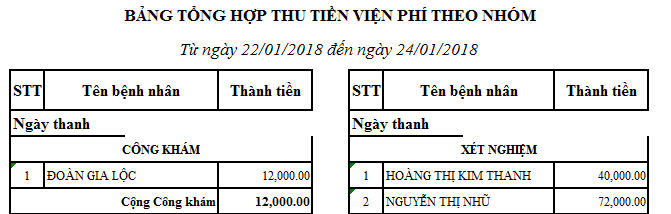 BẢNG TỔNG HỢP THU TIỀN VIỆN PHÍ THEO NHÓM
Từ ngày 22/01/2018 đến ngày 24/01/2018
STT Tên bệnh nhân Thành tiền
Ngày thanh
CÔNG KHÁM
1 ĐOÀN GIA LỘC 12,000.00
Cộng Công khám 12,000.00
STT Tên bệnh nhân Thành tiền
Ngày thanh
XÉT NGHIỆM
1 HOÀNG THỊ KIM THANH 40,000.00
2 NGUYỄN THỊ NHŨ 72,000.00